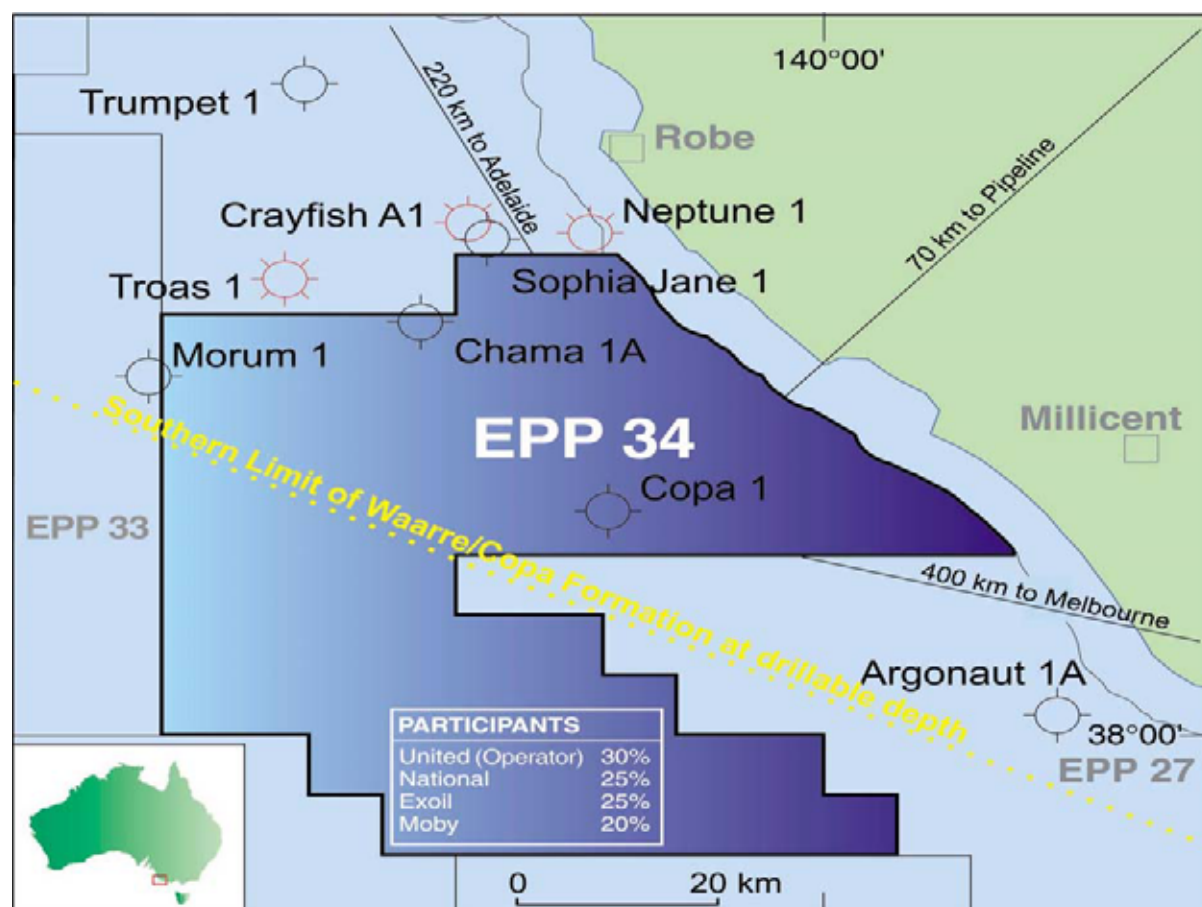 140°00'
Trumpet 1
220 km to Adelaide
Robe
70 km to Pipeline
Crayfish A1
Neptune 1
Troas 1
Sophia Jane 1
Morum 1
Chama 1A
Millicent
EPP 34
Southern Limit of Waarre/Copa Formation at drillable depth
Copa 1
EPP 33
400 km to Melbourne
Argonaut 1A
PARTICIPANTS
United (Operator) 30%
National 25%
Exoil 25%
Moby 20%
38°00'
EPP 27
0 20 km